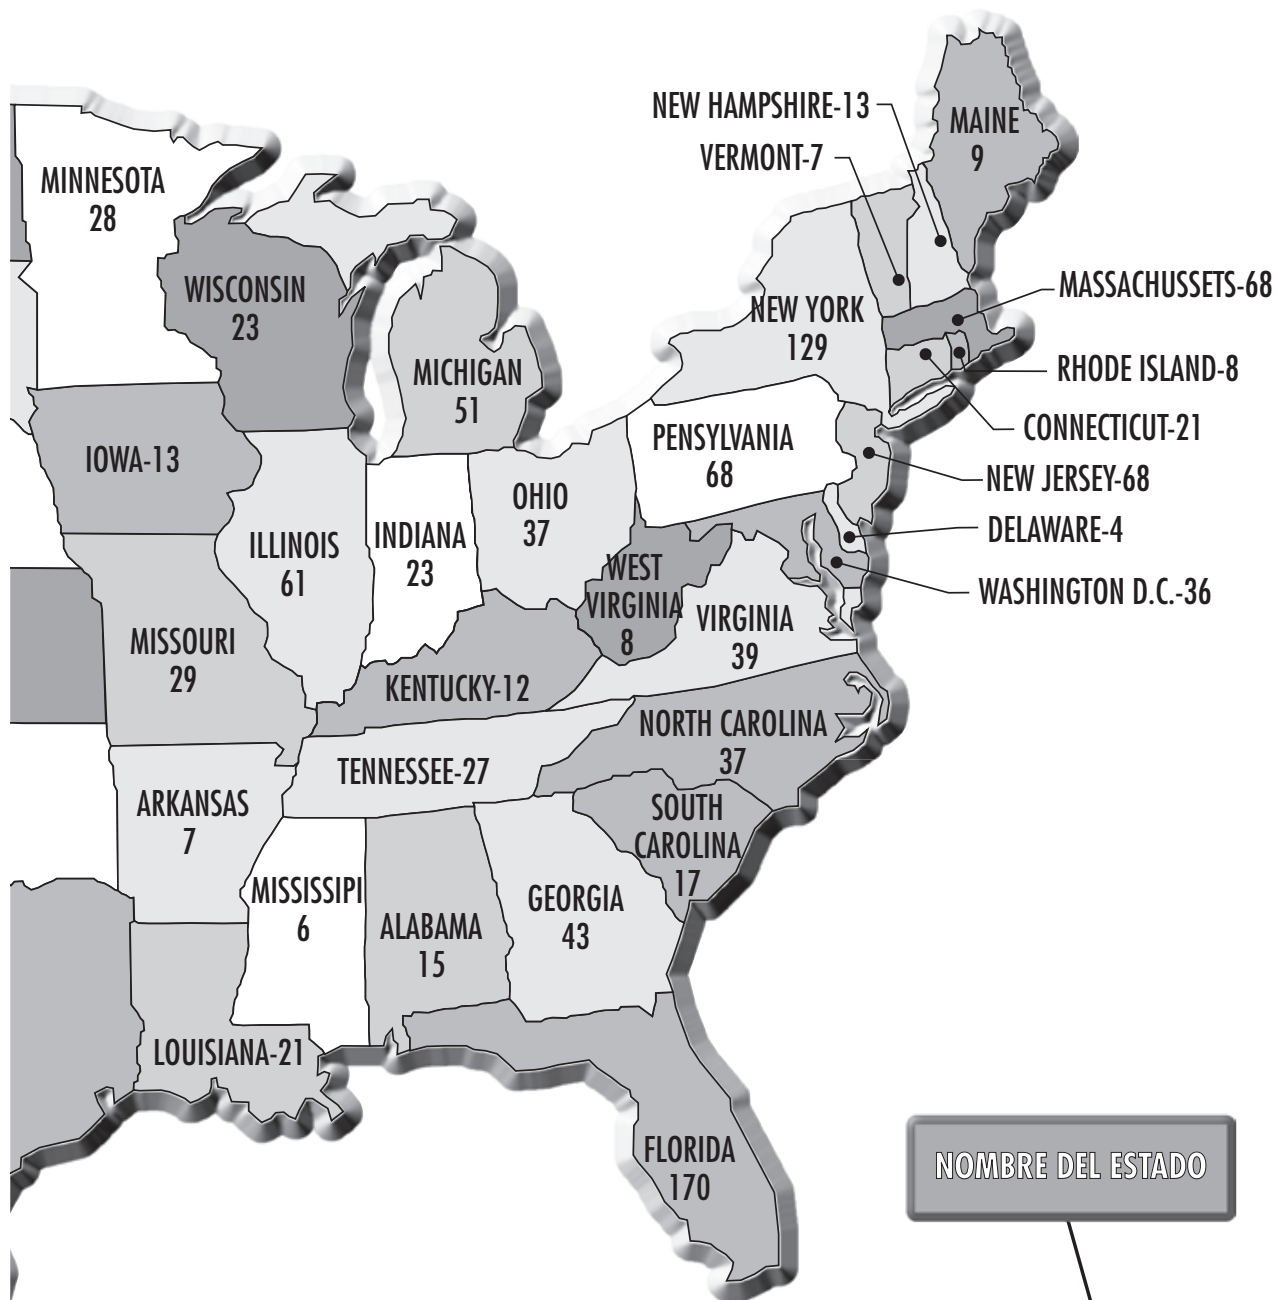 NEW HAMPSHIRE-13
VERMONT-7
MAINE
9
MINNESOTA
28
WISCONSIN
23
MICHIGAN
51
NEW YORK
129
MASSACHUSSETS-68
RHODE ISLAND-8
CONNECTICUT-21
NEW JERSEY-68
DELAWARE-4
WASHINGTON D.C.-36
IOWA-13
PENSYLVANIA
68
OHIO
37
ILLINOIS
61
INDIANA
23
WEST
VIRGINIA
8
VIRGINIA
39
MISSOURI
29
KENTUCKY-12
NORTH CAROLINA
37
TENNESSEE-27
ARKANSAS
7
SOUTH
CAROLINA
17
MISSISSIPI
6
ALABAMA
15
GEORGIA
43
LOUISIANA-21
FLORIDA
170
NOMBRE DEL ESTADO